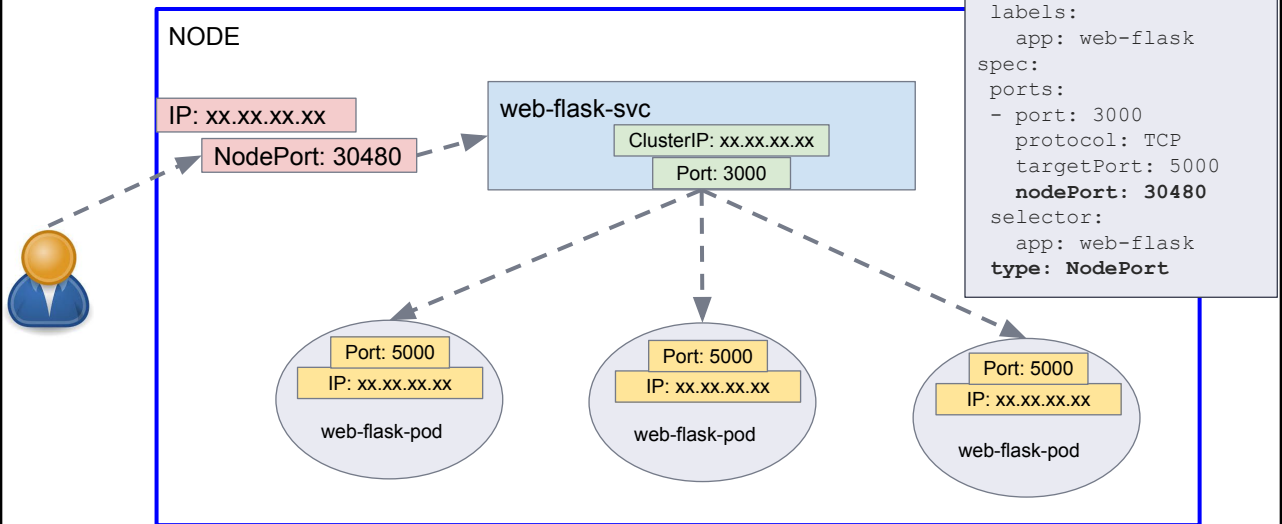 NODE
IP: xx.xx.xx.xx
NodePort: 30480
web-flask-svc
ClusterIP: xx.xx.xx.xx
Port: 3000
labels:
app: web-flask
spec:
ports:
- port: 3000
protocol: TCP
targetPort: 5000
nodePort: 30480
selector:
app: web-flask
type: NodePort
Port: 5000
IP: xx.xx.xx.xx
web-flask-pod
Port: 5000
IP: xx.xx.xx.xx
web-flask-pod
Port: 5000
IP: xx.xx.xx.xx
web-flask-pod